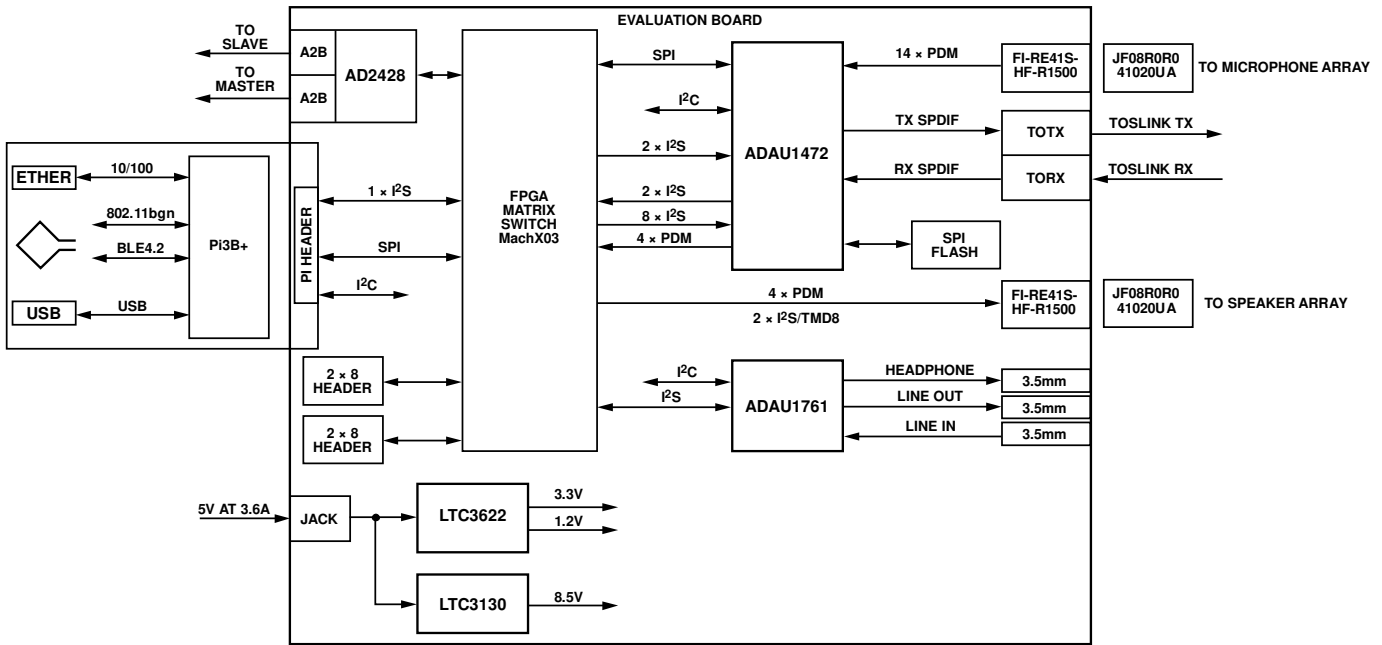 EVALUATION BOARD
TO
SLAVE
A2B
TO
MASTER
A2B
AD2428
ETHER
10/100
802.11bgn
BLE4.2
USB
USB
Pi3B+
PI HEADER
1 × I²S
SPI
I²C
2 × 8
HEADER
2 × 8
HEADER
FPGA
MATRIX
SWITCH
MachX03
SPI
I²C
2 × I²S
2 × I²S
8 × I²S
4 × PDM
ADAU1472
14 × PDM
TX SPDIF
RX SPDIF
FI-RE41S-
HF-R1500
JF08R0R0
41020UA
TO MICROPHONE ARRAY
TOTX
TOSLINK TX
TORX
TOSLINK RX
SPI
FLASH
4 × PDM
2 × I²S/TMD8
FI-RE41S-
HF-R1500
JF08R0R0
41020UA
TO SPEAKER ARRAY
I²C
I²S
ADAU1761
HEADPHONE
LINE OUT
LINE IN
3.5mm
3.5mm
3.5mm
5V AT 3.6A
JACK
LTC3622
3.3V
1.2V
LTC3130
8.5V